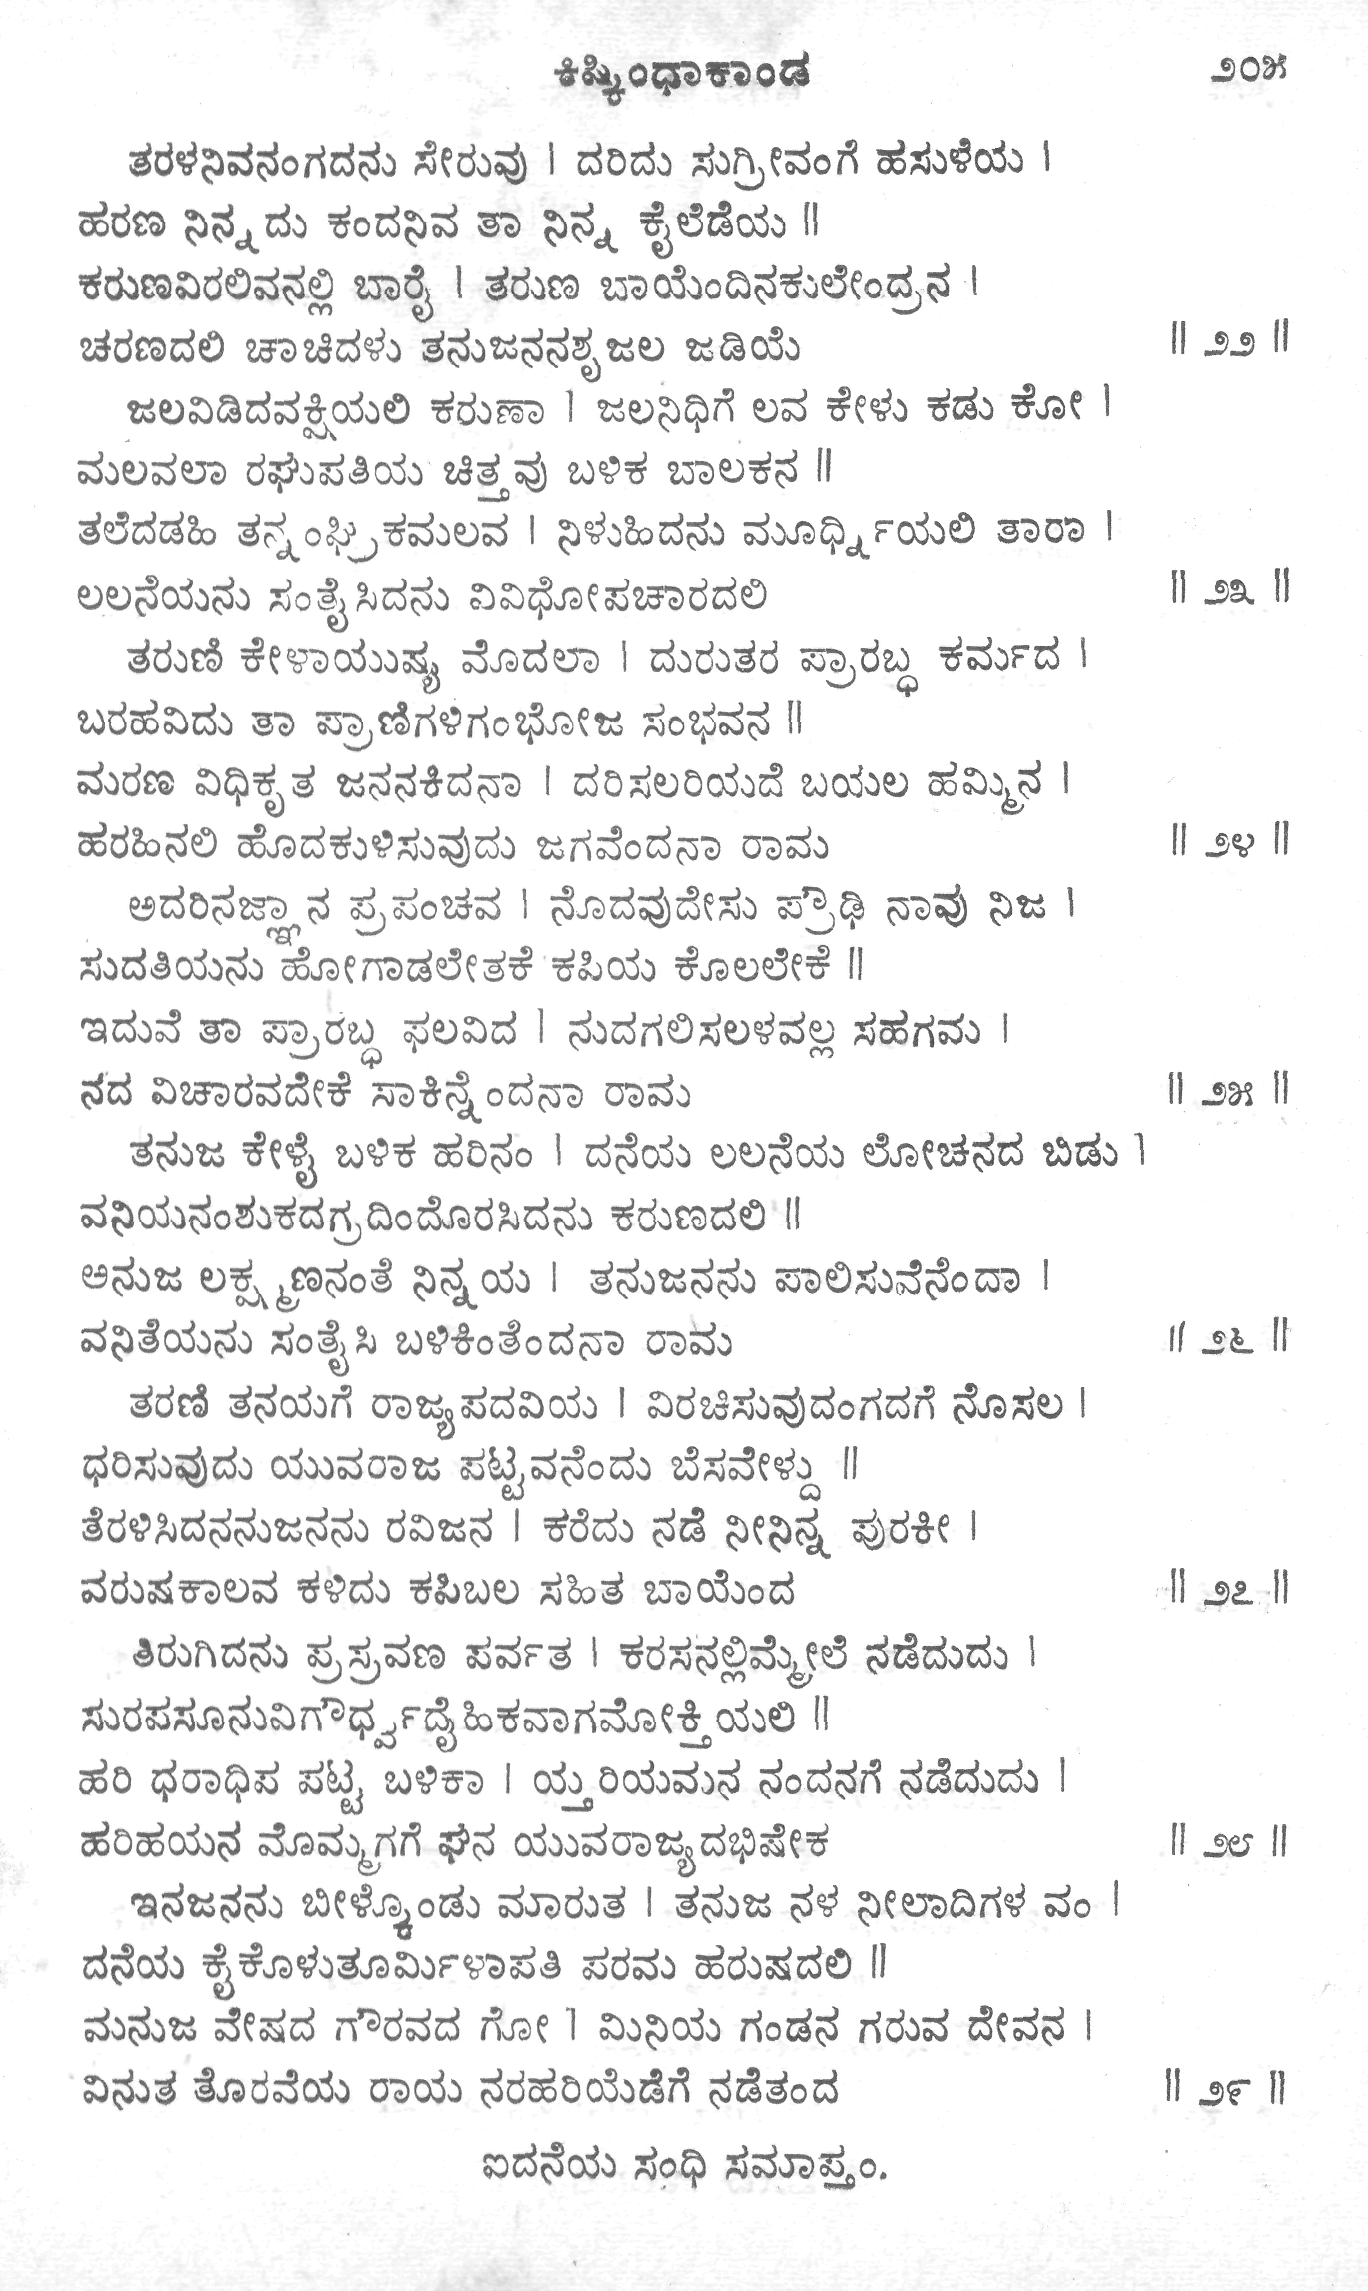 ಕಿಷ್ಕಿಂಧಾಕಾಂಡ ೨೦೫
ತರಳನಿವನಂಗದನು ಸೇರುವು । ದರಿದು ಸುಗ್ರೀವಂಗೆ ಹಸುಳೆಯ ।
ಹರಣ ನಿನ್ನದು ಕಂದನಿವ ತಾ ನಿನ್ನ ಕೈಲೆಡೆಯ ॥
ಕರುಣವಿರಲಿವನಲ್ಲಿ ಬಾರೈ । ತರುಣ ಬಾಯೆಂದಿನಕುಲೇಂದ್ರನ ।
ಚರಣದಲಿ ಚಾಚಿದಳು ತನುಜನನಶೃಜಲ ಜಡಿಯೆ ॥ ೨೨ ॥
ಜಲವಿಡಿದವಕ್ಷಿಯಲಿ ಕರುಣಾ । ಜಲನಿಧಿಗೆ ಲವ ಕೇಳು ಕಡು ಕೋ ।
ಮಲವಲಾ ರಘುಪತಿಯ ಚಿತ್ತವು ಬಳಿಕ ಬಾಲಕನ ॥
ತಲೆದಡಹಿ ತನ್ನಂಘ್ರಿಕಮಲವ । ನಿಳುಹಿದನು ಮೂರ್ಧ್ನಿಯಲಿ ತಾರಾ ।
ಲಲನೆಯನು ಸಂತೈಸಿದನು ವಿವಿಧೋಪಚಾರದಲಿ ॥ ೨೩ ॥
ತರುಣಿ ಕೇಳಾಯುಷ್ಯ ಮೊದಲಾ । ದುರುತರ ಪ್ರಾರಬ್ಧ ಕರ್ಮದ ।
ಬರಹವಿದು ತಾ ಪ್ರಾಣಿಗಳಿಗಂಭೋಜ ಸಂಭವನ ॥
ಮರಣ ವಿಧಿಕೃತ ಜನನಕಿದನಾ । ದರಿಸಲರಿಯದೆ ಬಯಲ ಹಮ್ಮಿನ ।
ಹರಹಿನಲಿ ಹೊದಕುಳಿಸುವುದು ಜಗವೆಂದನಾ ರಾಮ ॥ ೨೪ ॥
ಅದರಿನಜ್ಞಾನ ಪ್ರಪಂಚವ । ನೊದವುದೇಸು ಪ್ರೌಢಿ ನಾವು ನಿಜ ।
ಸುದತಿಯನು ಹೋಗಾಡಲೇತಕೆ ಕಪಿಯ ಕೊಲಲೇಕೆ ॥
ಇದುವೆ ತಾ ಪ್ರಾರಬ್ಧ ಫಲವಿದ । ನುದಗಲಿಸಲಳವಲ್ಲ ಸಹಗಮ ।
ನದ ವಿಚಾರವದೇಕೆ ಸಾಕಿನ್ನೆಂದನಾ ರಾಮ ॥ ೨೫ ॥
ತನುಜ ಕೇಳೈ ಬಳಿಕ ಹರಿನಂ । ದನೆಯ ಲಲನೆಯ ಲೋಚನದ ಬಿಡು ।
ವನಿಯನಂಶುಕದಗ್ರದಿಂದೊರಸಿದನು ಕರುಣದಲಿ ॥
ಅನುಜ ಲಕ್ಷ್ಮಣನಂತೆ ನಿನ್ನಯ । ತನುಜನನು ಪಾಲಿಸುವೆನೆಂದಾ ।
ವನಿತೆಯನು ಸಂತೈಸಿ ಬಳಿಕಿಂತೆಂದನಾ ರಾಮ ॥ ೨೬ ॥
ತರಣಿ ತನಯಗೆ ರಾಜ್ಯಪದವಿಯ । ವಿರಚಿಸುವುದಂಗದಗೆ ನೊಸಲ ।
ಧರಿಸುವುದು ಯುವರಾಜ ಪಟ್ಟವನೆಂದು ಬೆಸವೇಳ್ದು ॥
ತೆರಳಿಸಿದನನುಜನನು ರವಿಜನ । ಕರೆದು ನಡೆ ನೀನಿನ್ನ ಪುರಕೀ ।
ವರುಷಕಾಲವ ಕಳಿದು ಕಪಿಬಲ ಸಹಿತ ಬಾಯೆಂದ ॥ ೨೭ ॥
ತಿರುಗಿದನು ಪ್ರಸ್ರವಣ ಪರ್ವತ । ಕರಸನಲ್ಲಿಮ್ಮೇಲೆ ನಡೆದುದು ।
ಸುರಪಸೂನುವಿಗೌರ್ಧ್ವದೈಹಿಕವಾಗಮೋಕ್ತಿಯಲಿ ॥
ಹರಿ ಧರಾಧಿಪ ಪಟ್ಟ ಬಳಿಕಾ । ಯ್ತರಿಯಮನ ನಂದನಗೆ ನಡೆದುದು ।
ಹರಿಹಯನ ಮೊಮ್ಮಗಗೆ ಘನ ಯುವರಾಜ್ಯದಭಿಷೇಕ ॥ ೨೮ ॥
ಇನಜನನು ಬೀಳ್ಕೊಂಡು ಮಾರುತ । ತನುಜ ನಳ ನೀಲಾದಿಗಳ ವಂ ।
ದನೆಯ ಕೈಕೊಳುತೂರ್ಮಿಳಾಪತಿ ಪರಮ ಹರುಷದಲಿ ॥
ಮನುಜ ವೇಷದ ಗೌರವದ ಗೋ । ಮಿನಿಯ ಗಂಡನ ಗರುವ ದೇವನ ।
ವಿನುತ ತೊರವೆಯ ರಾಯ ನರಹರಿಯೆಡೆಗೆ ನಡೆತಂದ ॥ ೨೯ ॥
ಐದನೆಯ ಸಂಧಿ ಸಮಾಪ್ತಂ.